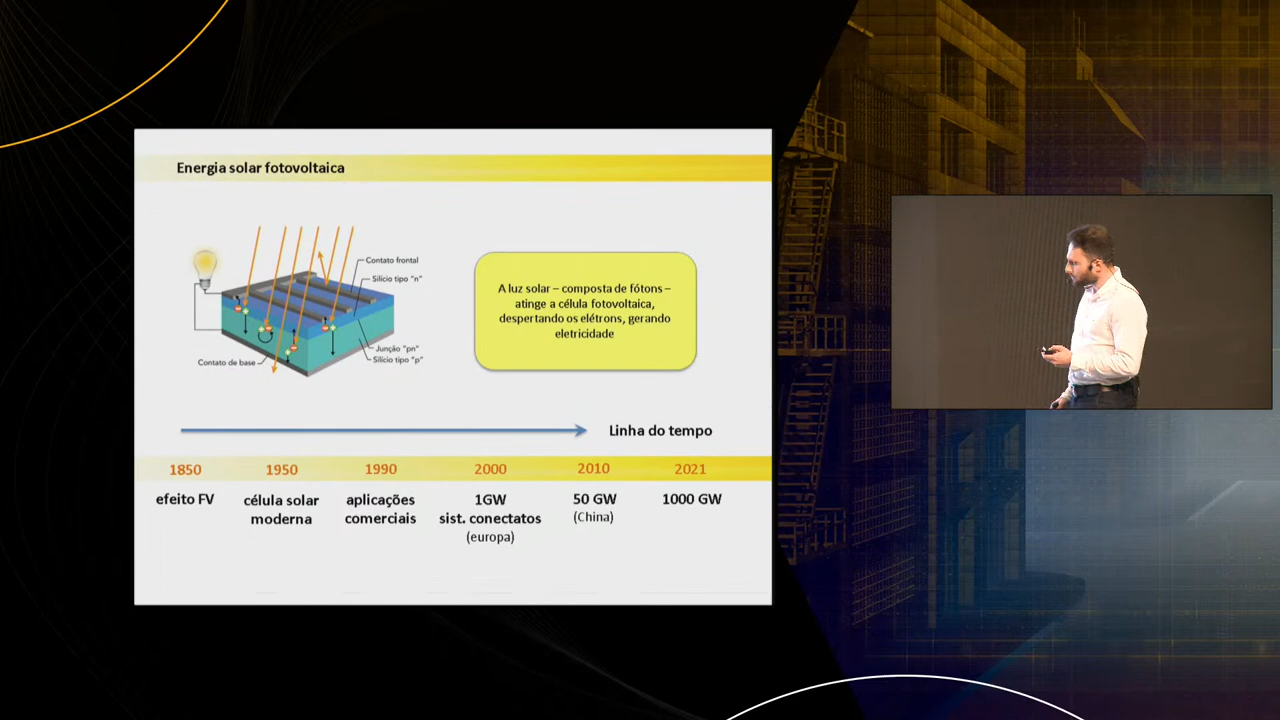 Energia solar fotovoltaica
Contato frontal
Silício tipo "n"
Junção "pn"
Silício tipo "p"
Contato de base
A luz solar – composta de fótons –
atinge a célula fotovoltaica,
despertando os elétrons, gerando
eletricidade
Linha do tempo
1850 1950 1990 2000 2010 2021
efeito FV célula solar aplicações 1GW 50 GW 1000 GW
moderna comerciais sist. conectatos (China)
(europa)